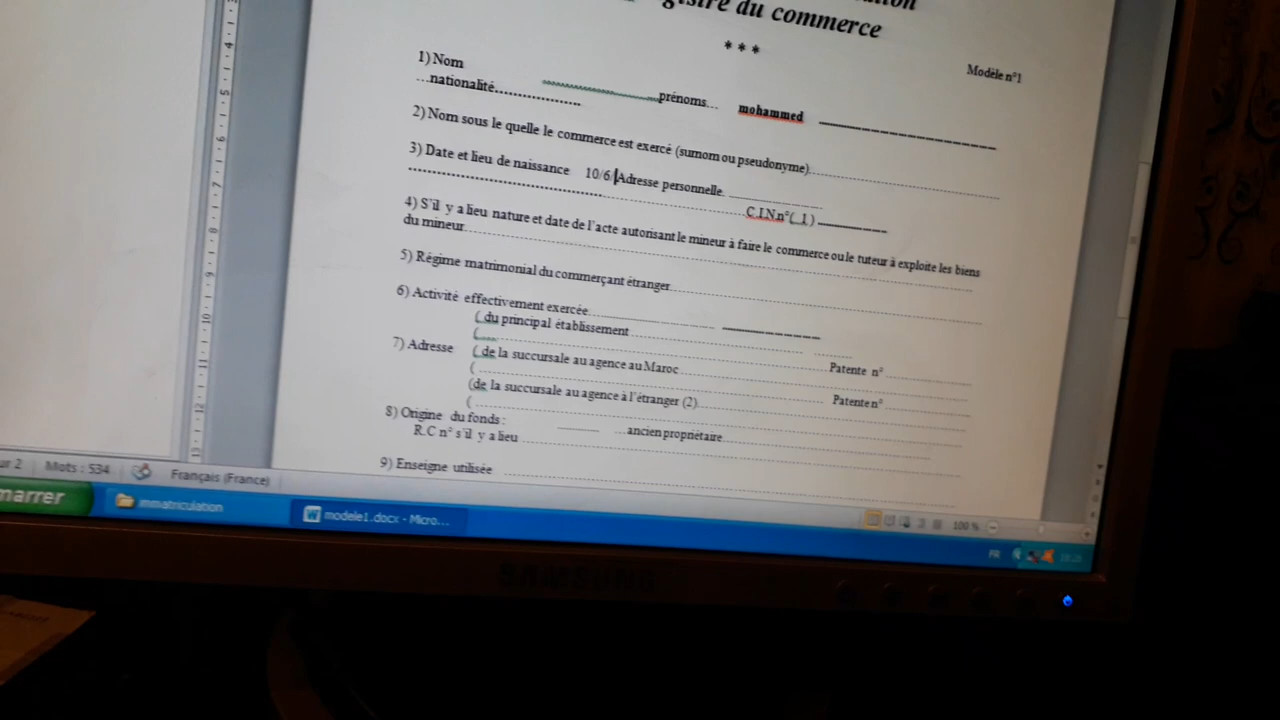 du commerce
* * *
Modèle n°1
1) Nom prénoms... mohammed
...nationalité
2) Nom sous le quelle le commerce est exercé (surnom ou pseudonyme)
3) Date et lieu de naissance 10/6 Adresse personnelle
C.I.N.n°( 1 )
4) S'il y a lieu nature et date de l'acte autorisant le mineur à faire le commerce ou le tuteur à exploite les biens
du mineur
5) Régime matrimonial du commerçant étranger
6) Activité effectivement exercée
( du principal établissement
(
7) Adresse ( de la succursale au agence au Maroc Patente n°
(
(de la succursale au agence à l'étranger (2) Patente n°
(
8) Origine du fonds : ...ancien propriétaire
R.C n° s'il y a lieu
9) Enseigne utilisée
ur 2 Mots : 534 Français (France) 100 %
marrer mmatriculation modele1.docx - Micro... FR
SAMSUNG